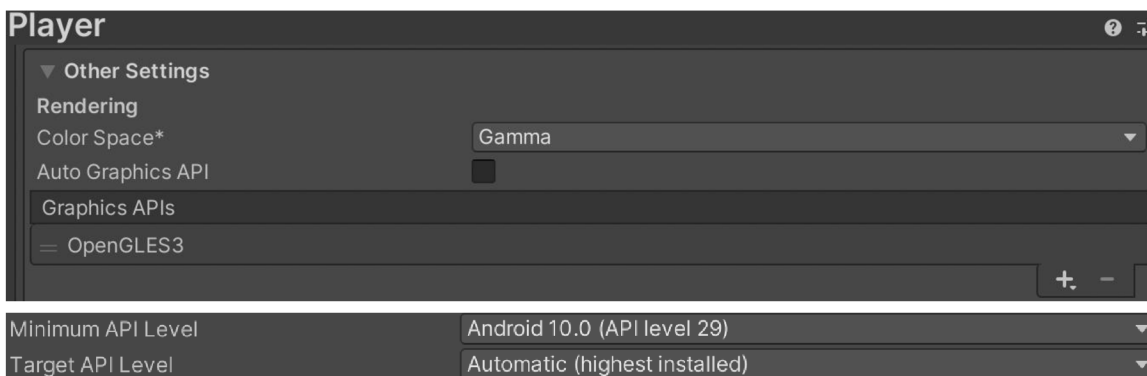 Player
Other Settings
Rendering
Color Space* Gamma
Auto Graphics API
Graphics APIs
OpenGLES3
Minimum API Level Android 10.0 (API level 29)
Target API Level Automatic (highest installed)